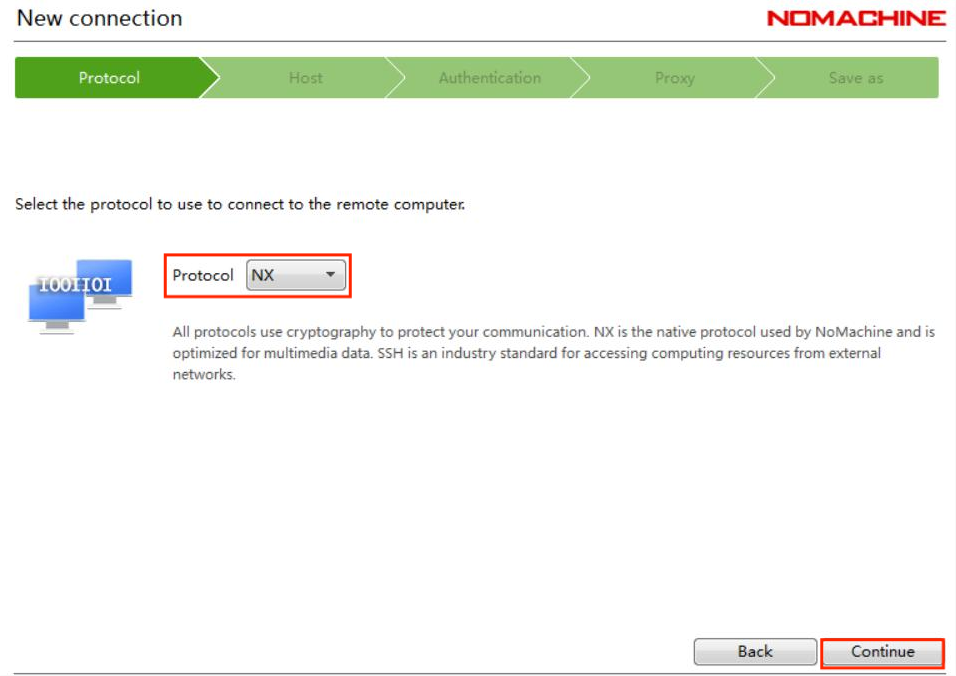 New connection
NOMACHINE
Protocol
Host
Authentication
Proxy
Save as
Select the protocol to use to connect to the remote computer.
IOOIIOI
Protocol NX
All protocols use cryptography to protect your communication. NX is the native protocol used by NoMachine and is
optimized for multimedia data. SSH is an industry standard for accessing computing resources from external
networks.
Back
Continue